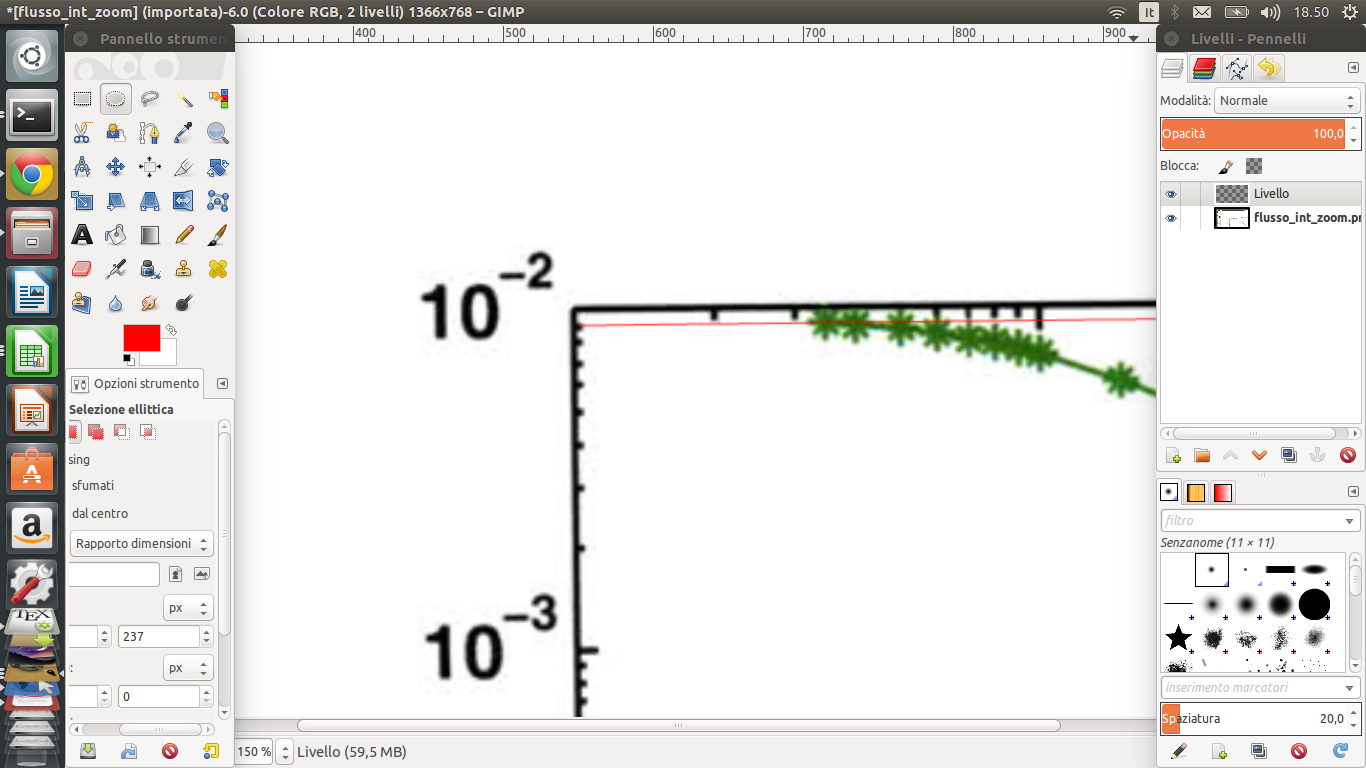 *[flusso_int_zoom] (importata)-6.0 (Colore RGB, 2 livelli) 1366x768 – GIMP
It
18.50
Pannello strumen
400 500 600 700 800 900
Livelli - Pennelli
Modalità: Normale
Opacità 100,0
Blocca:
Livello
flusso_int_zoom.pr
10−2
10−3
Opzioni strumento
Selezione ellittica
sing
sfumati
dal centro
Rapporto dimensioni
px
237
px
0
filtro
Senzanome (11 × 11)
inserimento marcatori
Spaziatura 20,0
150 % Livello (59,5 MB)
a
TEX